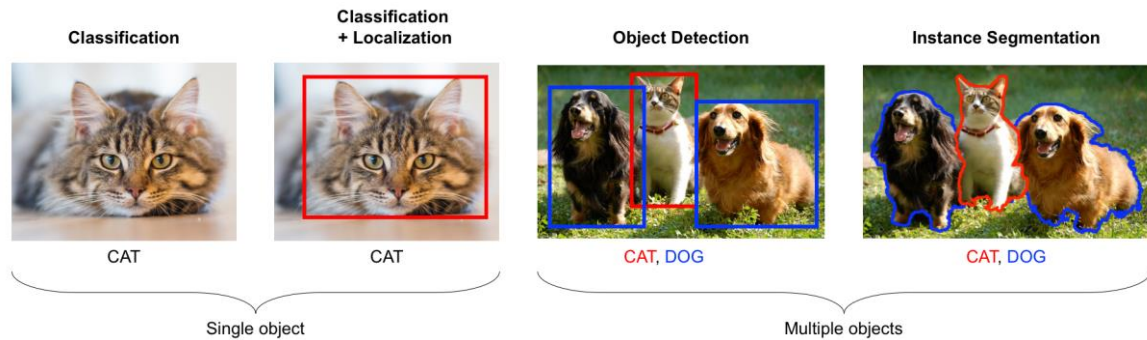 Classification
Classification
+ Localization
Object Detection
Instance Segmentation
CAT
CAT
CAT, DOG
CAT, DOG
Single object
Multiple objects